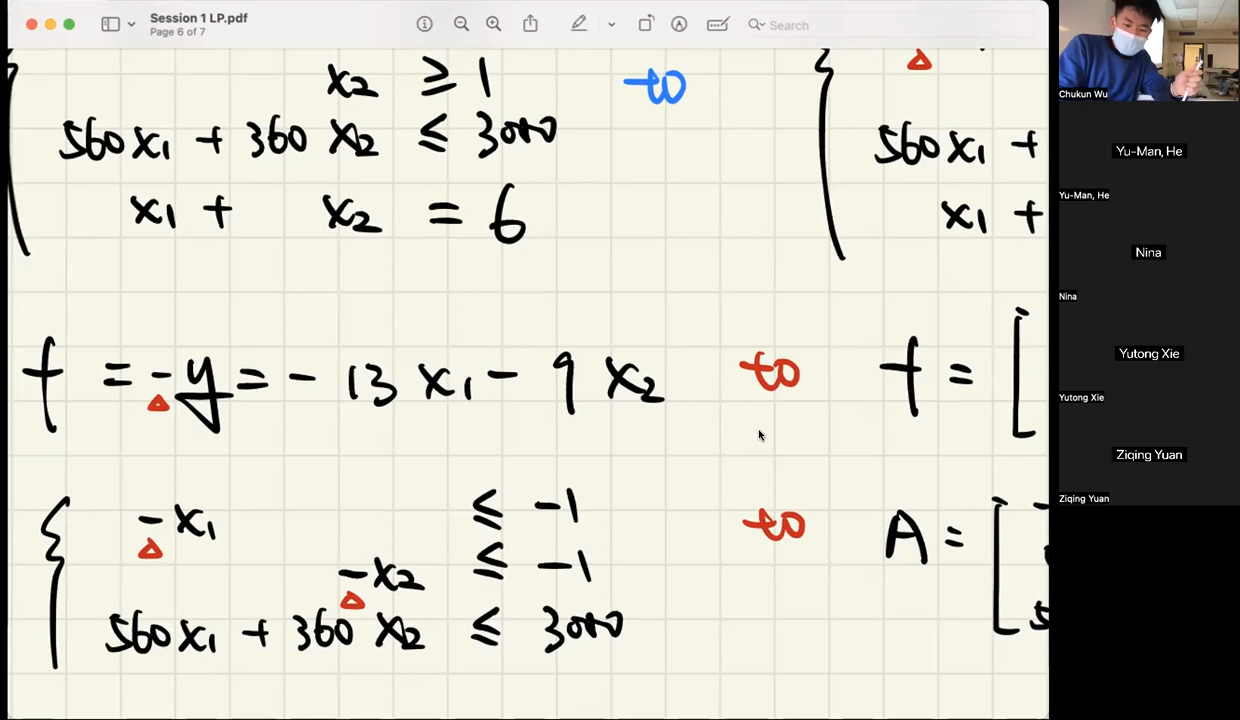 Session 1 LP.pdf
Page 6 of 7
Search
x2 ≥ 1 to
560x1 + 360 x2 ≤ 3000 560x1 +
x1 + x2 = 6 x1 +
f = -y = - 13 x1 - 9 x2 to f = [
{ -x1 ≤ -1 to A = [
-x2 ≤ -1
560x1 + 360 x2 ≤ 3000
Chukun Wu
Yu-Man, He
Yu-Man, He
Nina
Nina
Yutong Xie
Yutong Xie
Ziqing Yuan
Ziqing Yuan